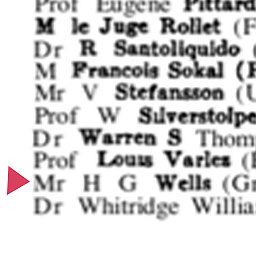 Prof Eugene Pittard
M le Juge Rollet (F
Dr R Santoliquido (
M Francois Sokal (F
Mr V Stefansson (U
Prof W Silverstolpe
Dr Warren S Thom
Prof Louis Varles (
Mr H G Wells (Gr
Dr Whitridge Willia